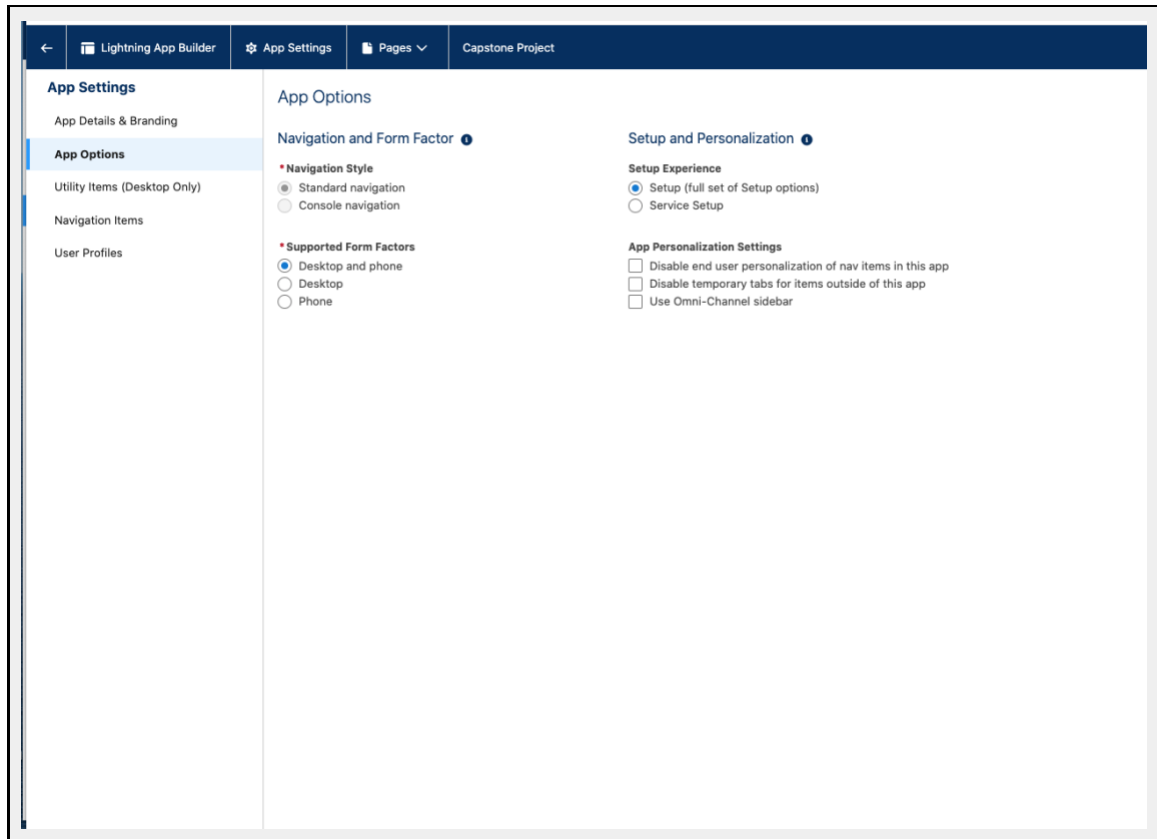 Lightning App Builder
App Settings
Pages
Capstone Project
App Settings
App Details & Branding
App Options
Utility Items (Desktop Only)
Navigation Items
User Profiles
App Options
Navigation and Form Factor
*Navigation Style
Standard navigation
Console navigation
*Supported Form Factors
Desktop and phone
Desktop
Phone
Setup and Personalization
Setup Experience
Setup (full set of Setup options)
Service Setup
App Personalization Settings
Disable end user personalization of nav items in this app
Disable temporary tabs for items outside of this app
Use Omni-Channel sidebar